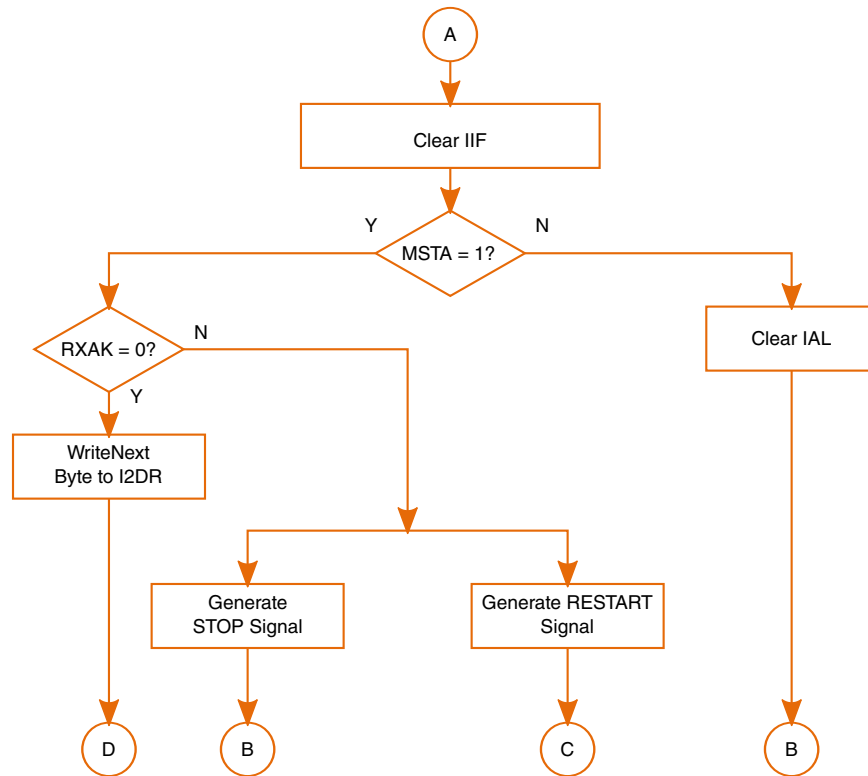 A
Clear IIF
Y
MSTA = 1?
N
RXAK = 0?
N
Clear IAL
Y
WriteNext
Byte to I2DR
Generate
STOP Signal
Generate RESTART
Signal
D
B
C
B